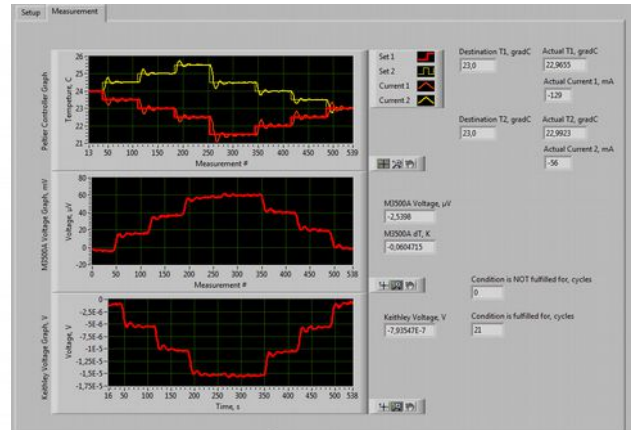 Setup Measurement
Peltier Controller Graph
Tempeture, C
26
25
24
23
22
21
13 50 100 150 200 250 300 350 400 450 500 539
Measurement #
Set 1
Set 2
Current 1
Current 2
Destination T1, gradC
23,0
Actual T1, gradC
22,9655
Actual Current 1, mA
-129
Destination T2, gradC
23,0
Actual T2, gradC
22,9923
Actual Current 2, mA
-56
M3500A Voltage Graph, mV
Voltage, µV
80
60
40
20
0
-20
0 50 100 150 200 250 300 350 400 450 500 538
Measurement #
M3500A Voltage, µV
-2,5398
M3500A dT, K
-0,0604715
Condition is NOT fulfilled for, cycles
0
Keithley Voltage Graph, V
Voltage, V
0
-2,5E-6
-5E-6
-7,5E-6
-1E-5
-1,25E-5
-1,5E-5
-1,75E-5
16 50 100 150 200 250 300 350 400 450 500 538
Time, s
Keithley Voltage, V
-7,93547E-7
Condition is fulfilled for, cycles
21